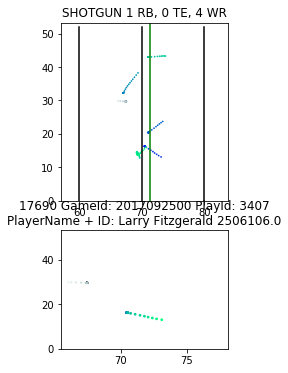 SHOTGUN 1 RB, 0 TE, 4 WR
50
40
30
20
10
0
60 70 80
17690 GameId: 2017092500 PlayId: 3407
PlayerName + ID: Larry Fitzgerald 2506106.0
40
20
0
70 75